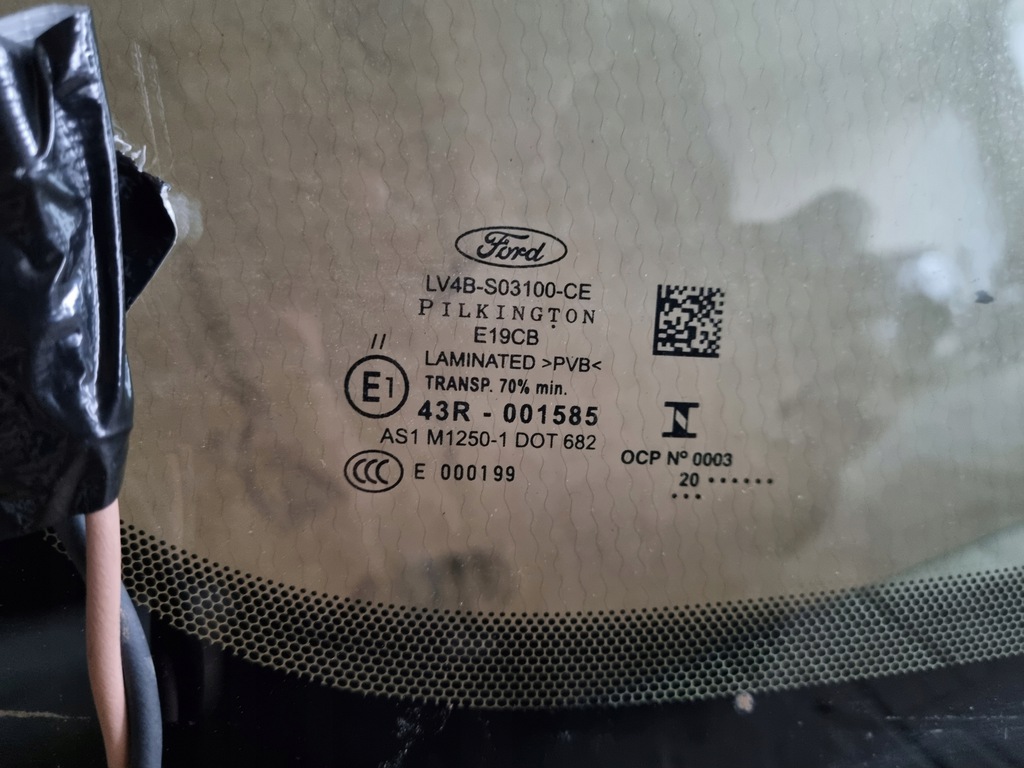 Ford
LV4B-S03100-CE
PILKINGTON
E19CB
//
LAMINATED >PVB<
E1
TRANSP. 70% min.
43R - 001585
AS1 M1250-1 DOT 682
CCC E 000199
N
OCP Nº 0003
20 ••••••
•••